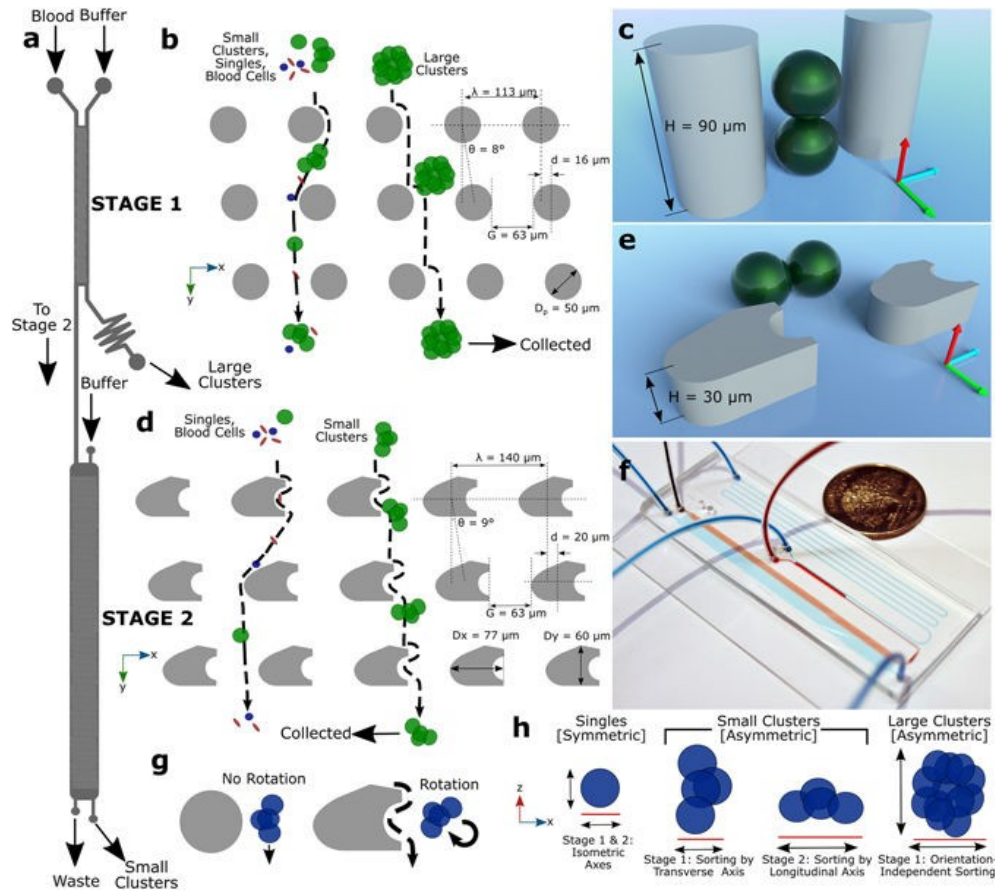 Blood Buffer
a
STAGE 1
To
Stage 2
Large
Clusters
Buffer
STAGE 2
Waste
Small
Clusters
b
Small
Clusters,
Singles,
Blood Cells
Large
Clusters
λ = 113 µm
θ = 8°
d = 16 µm
G = 63 µm
x
y
Dp = 50 µm
Collected
c
H = 90 µm
e
H = 30 µm
d
Singles,
Blood Cells
Small
Clusters
λ = 140 µm
θ = 9°
d = 20 µm
G = 63 µm
Dx = 77 µm
Dy = 60 µm
x
y
Collected
f
g
No Rotation
Rotation
h
Singles
[Symmetric]
Small Clusters
[Asymmetric]
Large Clusters
[Asymmetric]
z
x
Stage 1 & 2:
Isometric
Axes
Stage 1: Sorting by
Transverse Axis
Stage 2: Sorting by
Longitudinal Axis
Stage 1: Orientation-
Independent Sorting